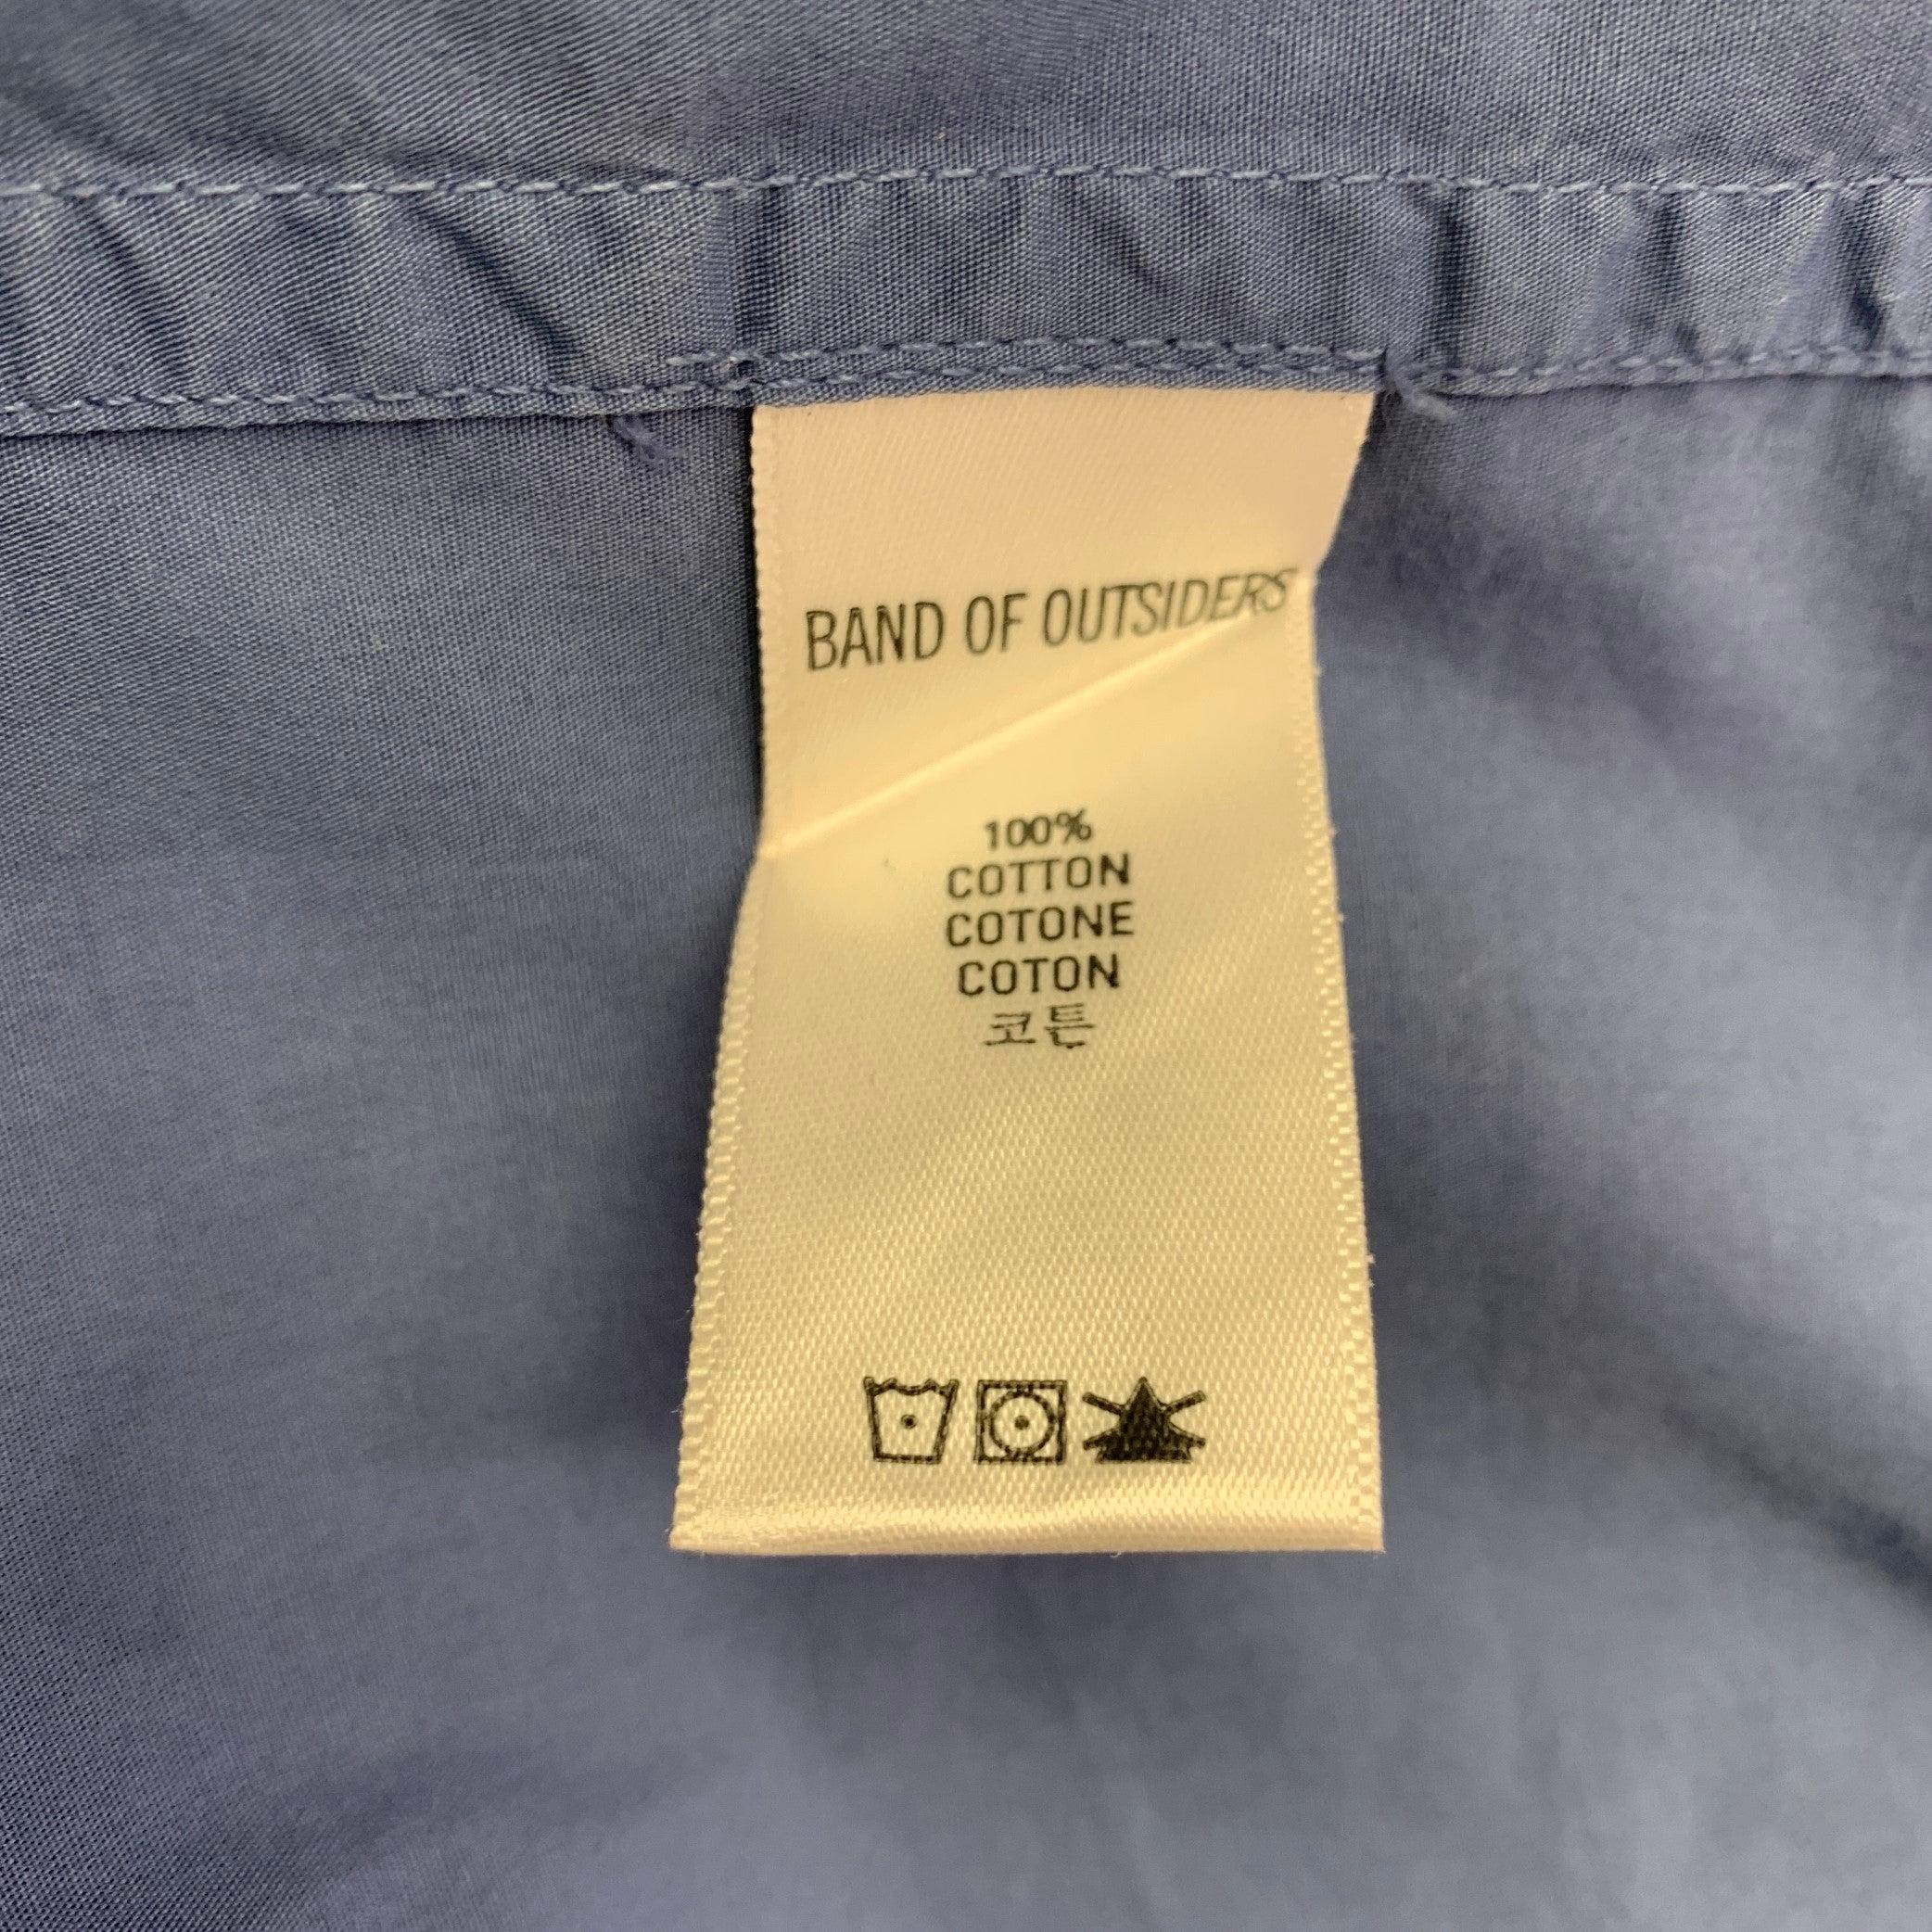 BAND OF OUTSIDERS
100%
COTTON
COTONE
COTON
코튼